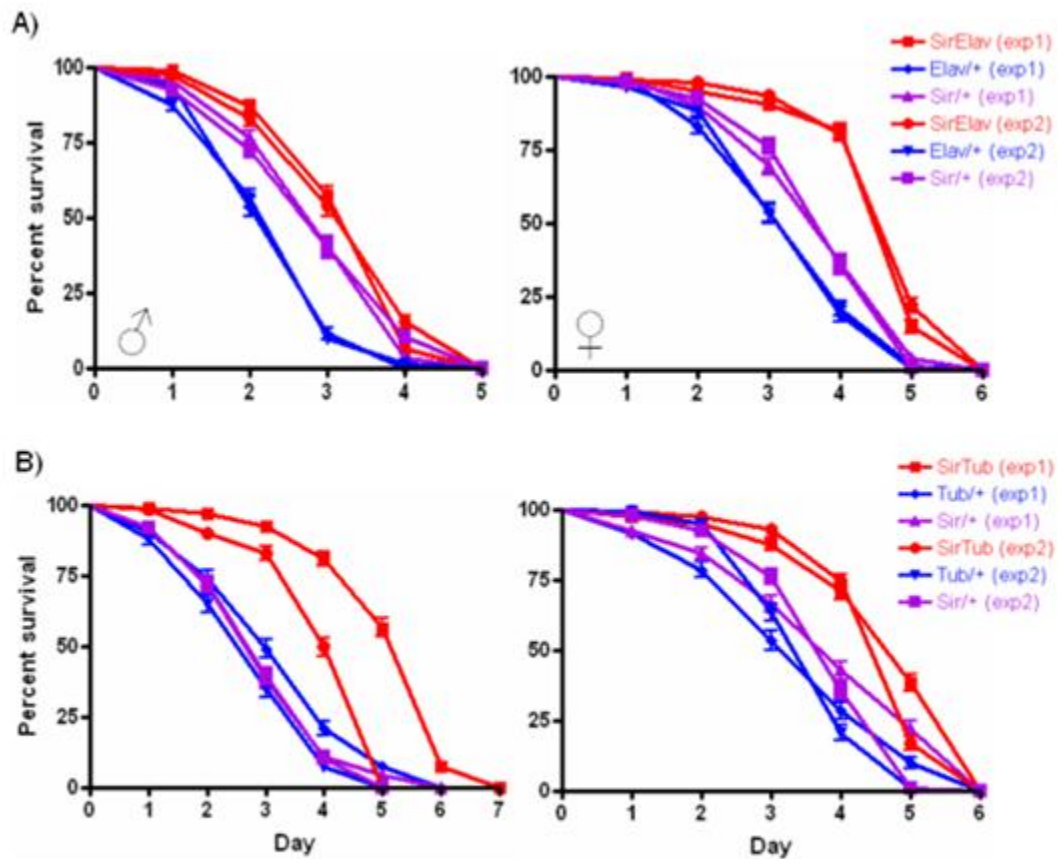 A)
SirElav (exp1)
Elav/+ (exp1)
Sir/+ (exp1)
SirElav (exp2)
Elav/+ (exp2)
Sir/+ (exp2)
Percent survival
100
75
50
25
0
0 1 2 3 4 5
100
75
50
25
0
0 1 2 3 4 5 6
B)
SirTub (exp1)
Tub/+ (exp1)
Sir/+ (exp1)
SirTub (exp2)
Tub/+ (exp2)
Sir/+ (exp2)
Percent survival
100
75
50
25
0
0 1 2 3 4 5 6 7
Day
100
75
50
25
0
0 1 2 3 4 5 6
Day